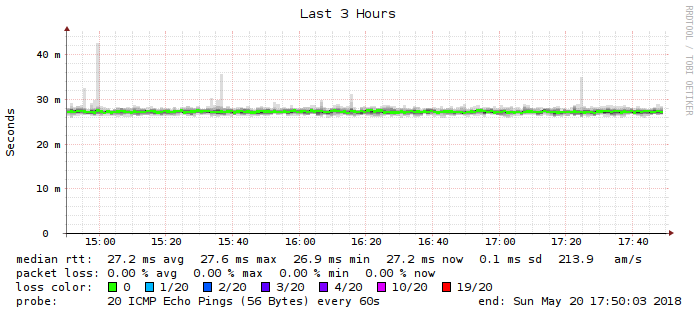 Last 3 Hours
RRDTOOL / TOBI OETIKER
Seconds
40 m
30 m
20 m
10 m
0
15:00 15:20 15:40 16:00 16:20 16:40 17:00 17:20 17:40
median rtt: 27.2 ms avg 27.6 ms max 26.9 ms min 27.2 ms now 0.1 ms sd 213.9 am/s
packet loss: 0.00 % avg 0.00 % max 0.00 % min 0.00 % now
loss color: 0 1/20 2/20 3/20 4/20 10/20 19/20
probe: 20 ICMP Echo Pings (56 Bytes) every 60s end: Sun May 20 17:50:03 2018